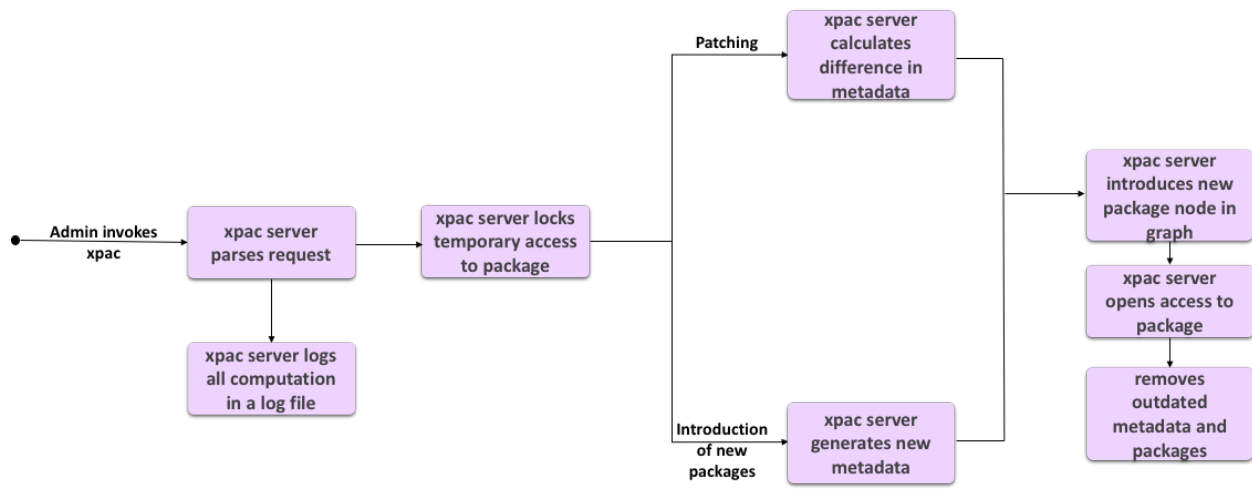 Admin invokes
xpac
xpac server
parses request
xpac server logs
all computation
in a log file
xpac server locks
temporary access
to package
Patching
xpac server
calculates
difference in
metadata
Introduction
of new
packages
xpac server
generates new
metadata
xpac server
introduces new
package node in
graph
xpac server
opens access to
package
removes
outdated
metadata and
packages